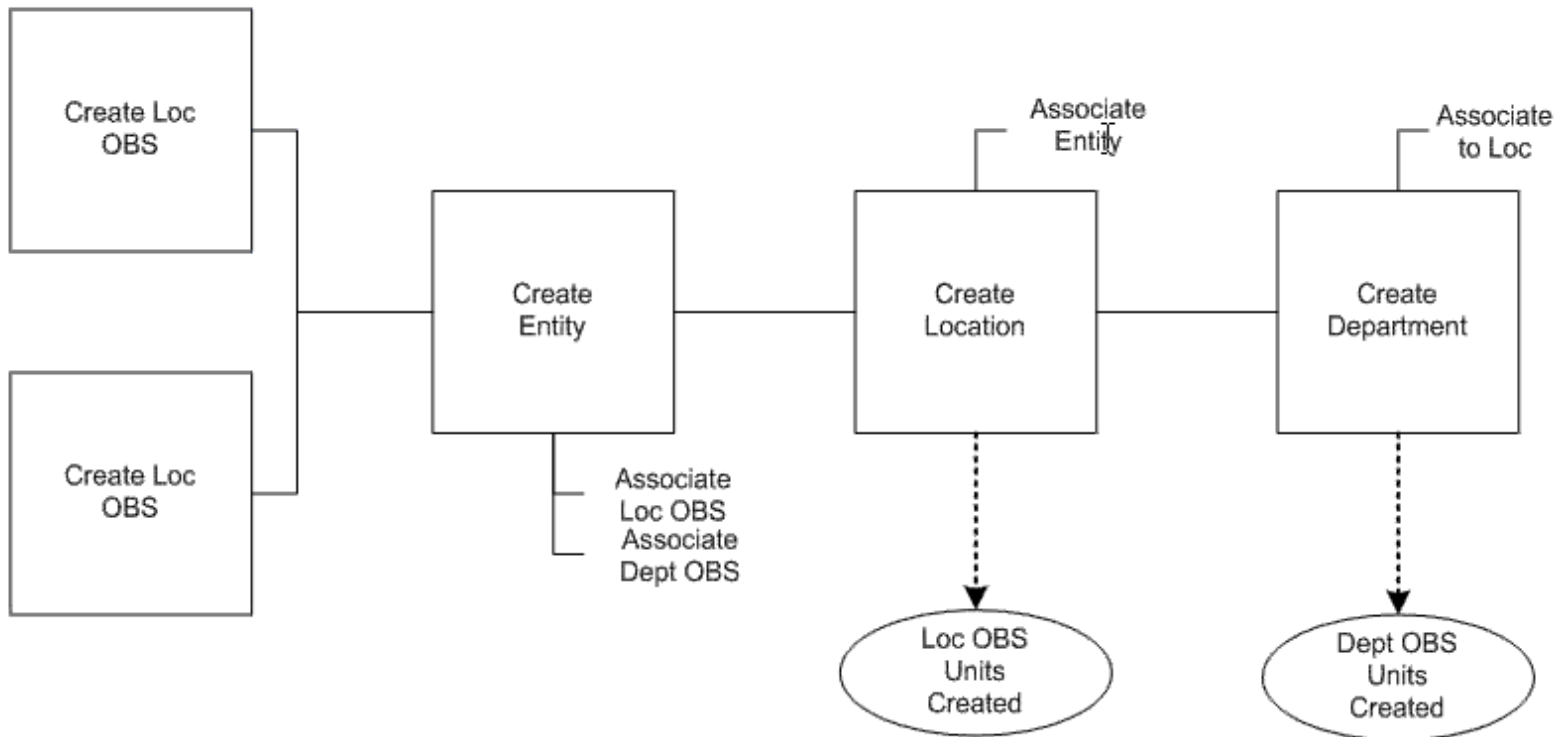 Create Loc
OBS
Create Loc
OBS
Create
Entity
Associate
Loc OBS
Associate
Dept OBS
Associate
Entity
Create
Location
Loc OBS
Units
Created
Associate
to Loc
Create
Department
Dept OBS
Units
Created